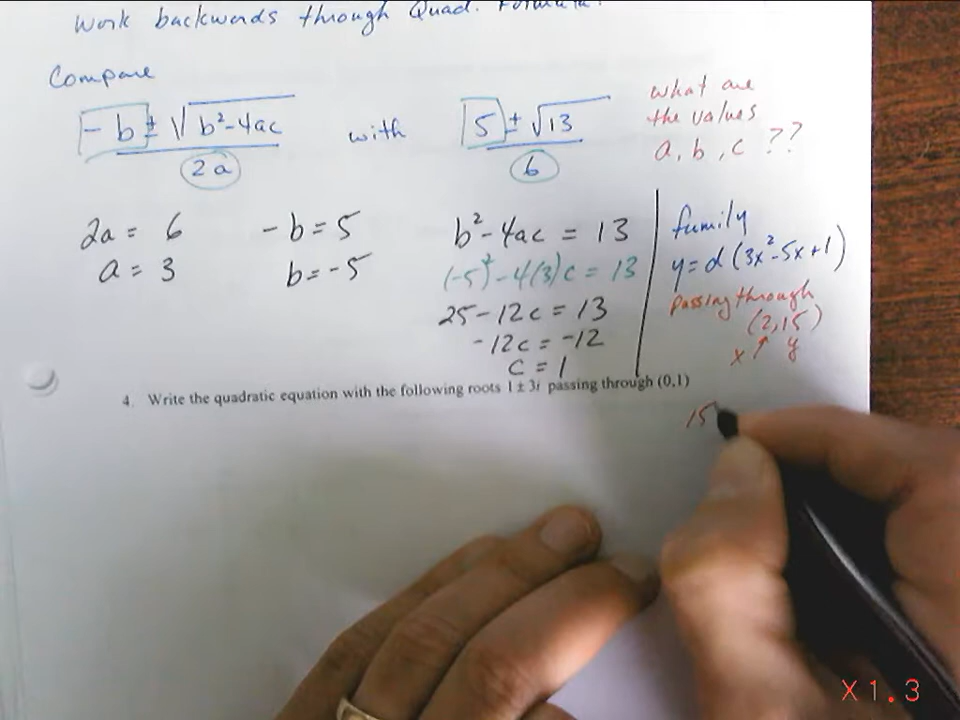 Work backwards through Quad. Formula.
Compare
-b ± √b²-4ac / 2a with 5 ± √13 / 6
what are
the values
a, b, c ??
2a = 6
a = 3
-b = 5
b = -5
b²-4ac = 13
(-5)²-4(3)c = 13
25-12c = 13
-12c = -12
c = 1
family
y = d(3x²-5x+1)
passing through
(2,15)
x ↑ y
4. Write the quadratic equation with the following roots 1 ± 3i passing through (0,1)
15
X1.3